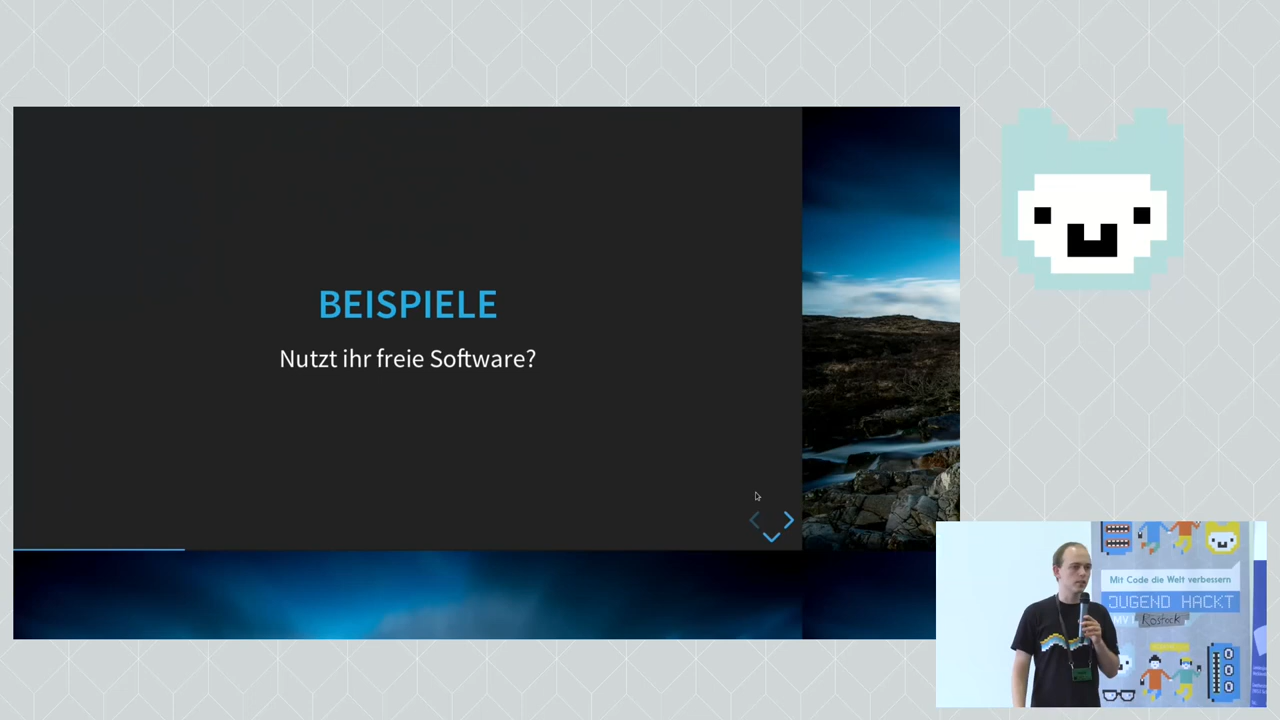 BEISPIELE
Nutzt ihr freie Software?
Mit Code die Welt verbessern
JUGEND HACKT
MV
Rostock